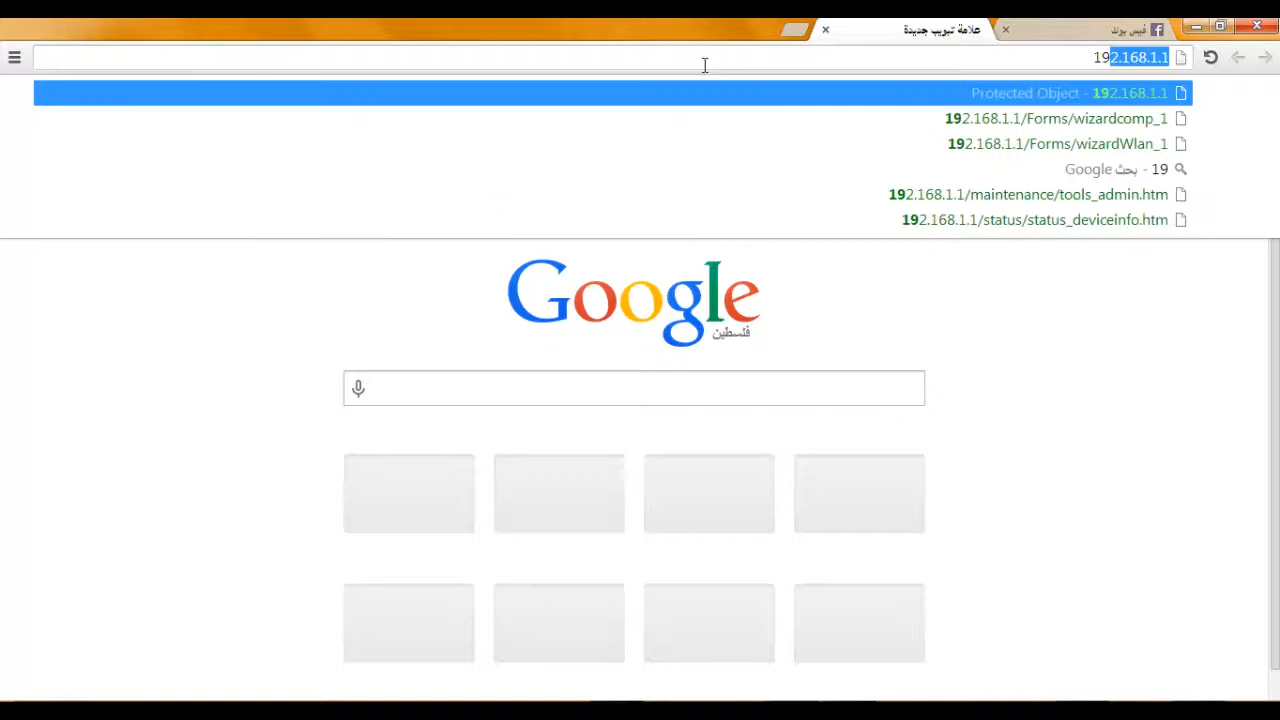 فيس بوك
علامة تبويب جديدة
192.168.1.1
192.168.1.1 - Protected Object
192.168.1.1/Forms/wizardcomp_1
192.168.1.1/Forms/wizardWlan_1
19 - بحث Google
192.168.1.1/maintenance/tools_admin.htm
192.168.1.1/status/status_deviceinfo.htm
Google
فلسطين